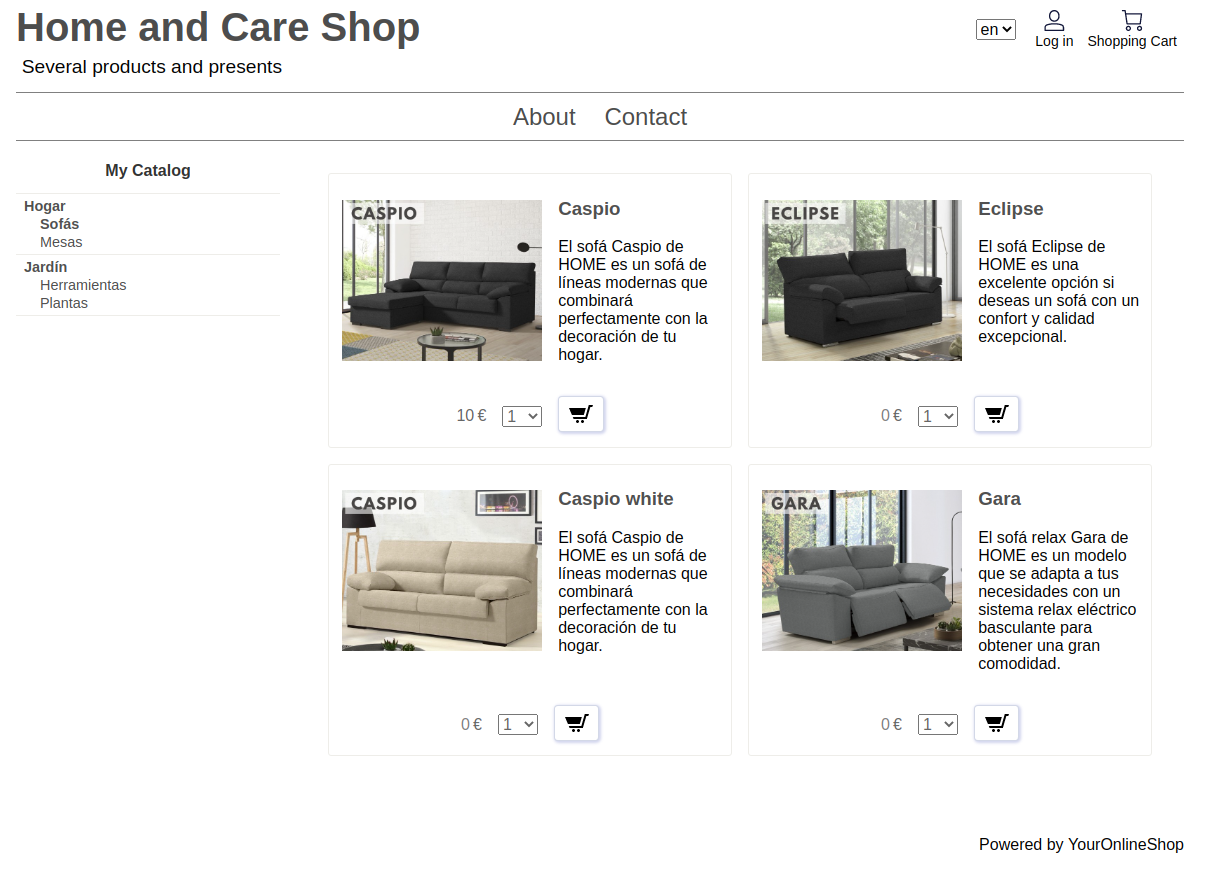 Home and Care Shop
Several products and presents
en
Log in
Shopping Cart
About
Contact
My Catalog
Hogar
Sofás
Mesas
Jardín
Herramientas
Plantas
CASPIO
Caspio
El sofá Caspio de
HOME es un sofá de
líneas modernas que
combinará
perfectamente con la
decoración de tu
hogar.
10 €
1
ECLIPSE
Eclipse
El sofá Eclipse de
HOME es una
excelente opción si
deseas un sofá con un
confort y calidad
excepcional.
0 €
1
CASPIO
Caspio white
El sofá Caspio de
HOME es un sofá de
líneas modernas que
combinará
perfectamente con la
decoración de tu
hogar.
0 €
1
GARA
Gara
El sofá relax Gara de
HOME es un modelo
que se adapta a tus
necesidades con un
sistema relax eléctrico
basculante para
obtener una gran
comodidad.
0 €
1
Powered by YourOnlineShop